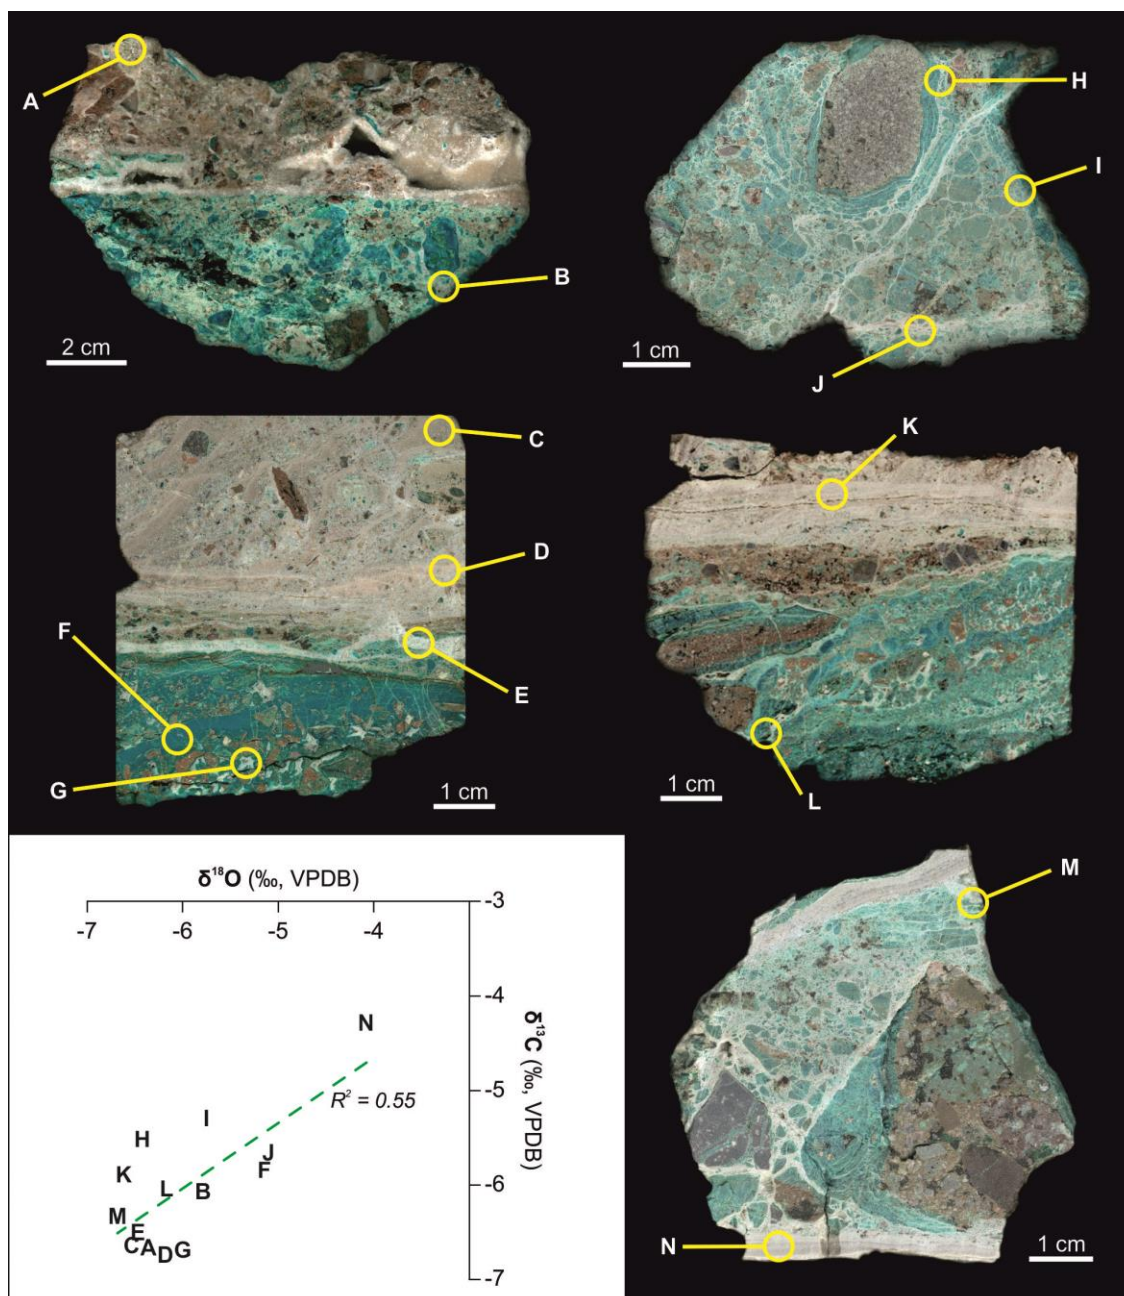 A
B
2 cm
H
I
J
1 cm
C
D
E
F
G
1 cm
K
L
1 cm
δ18O (‰, VPDB)
-7 -6 -5 -4
-3
-4
-5
-6
-7
δ13C (‰, VPDB)
N
R2 = 0.55
I
H
J
F
K
L
B
M
E
C A D G
M
N
1 cm